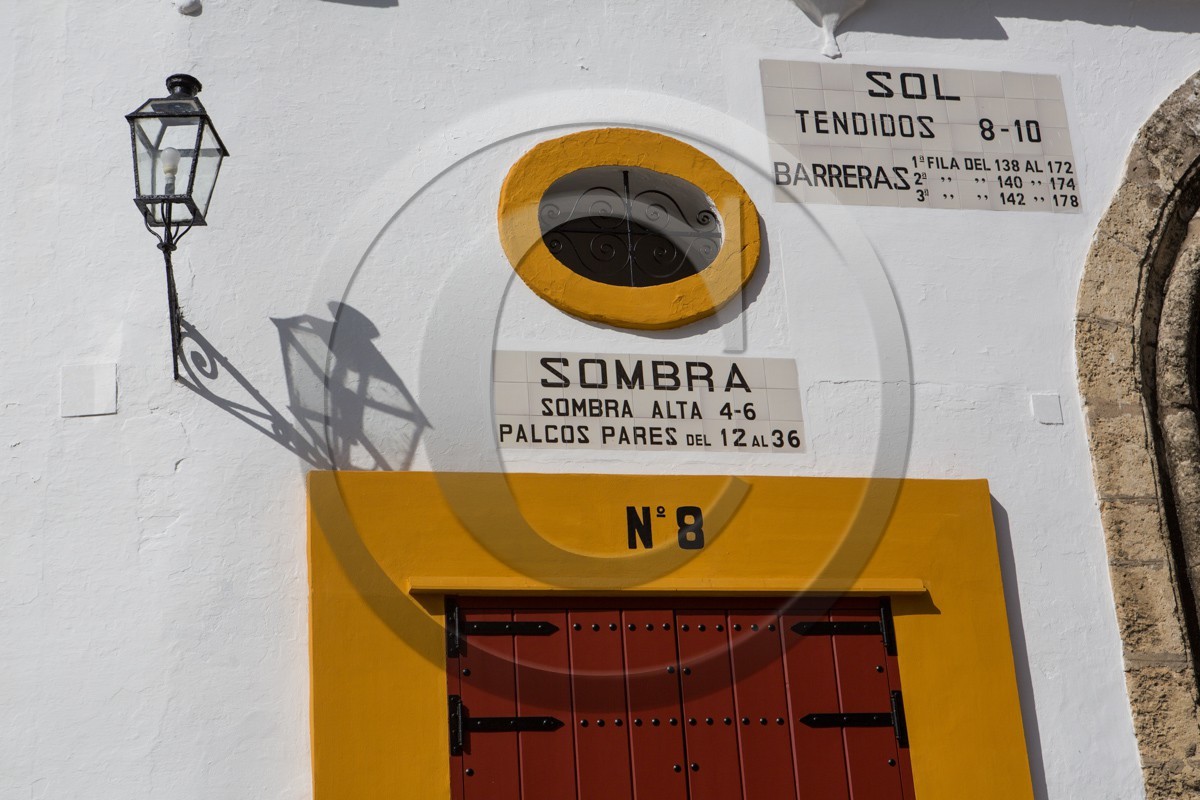 SOL
TENDIDOS 8-10
BARRERAS 1ª FILA DEL 138 AL 172
2ª ,, ,, 140 ,, 174
3ª ,, ,, 142 ,, 178
SOMBRA
SOMBRA ALTA 4-6
PALCOS PARES DEL 12 AL 36
Nº 8
C